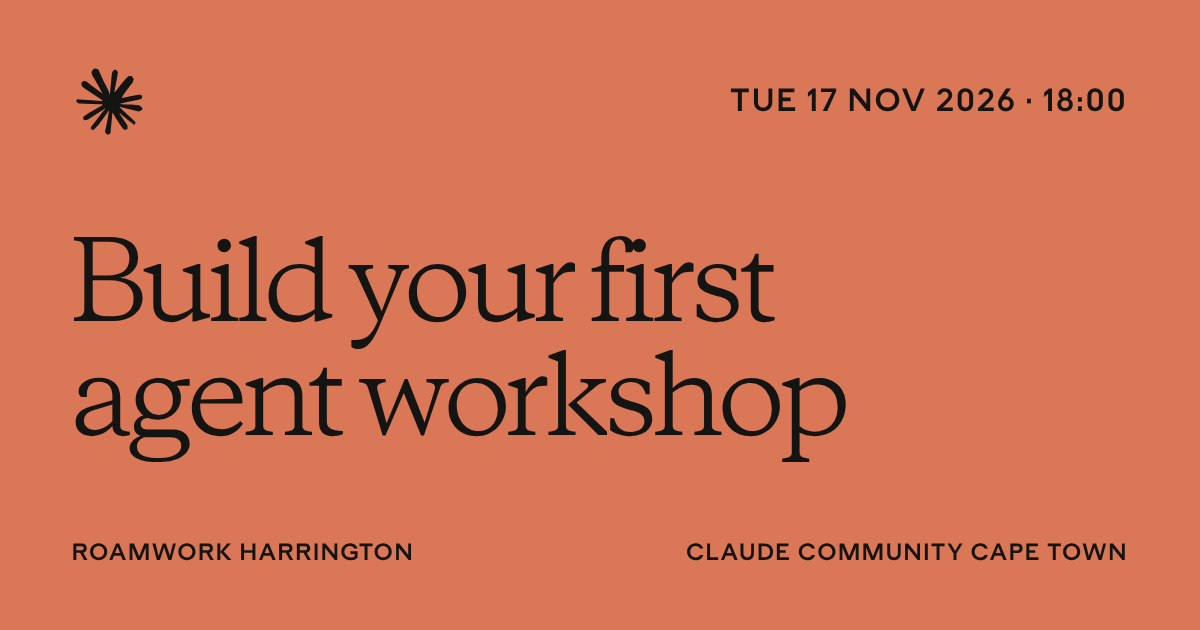 TUE 17 NOV 2026 · 18:00
Build your first
agent workshop
ROAMWORK HARRINGTON
CLAUDE COMMUNITY CAPE TOWN